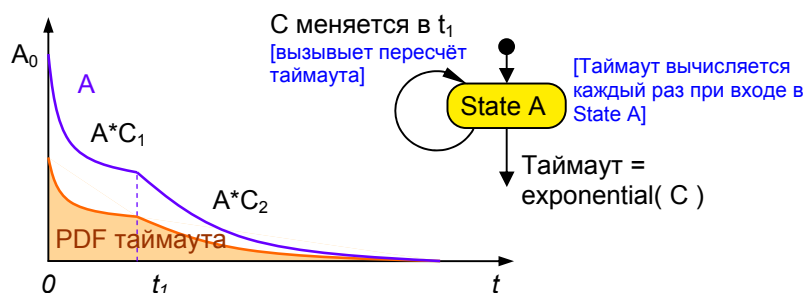 A₀
A
A*C₁
A*C₂
PDF таймаута
0
t₁
t
С меняется в t₁
[вызывыет пересчёт
таймаута]
State A
[Таймаут вычисляется
каждый раз при входе в
State A]
Таймаут =
exponential( C )